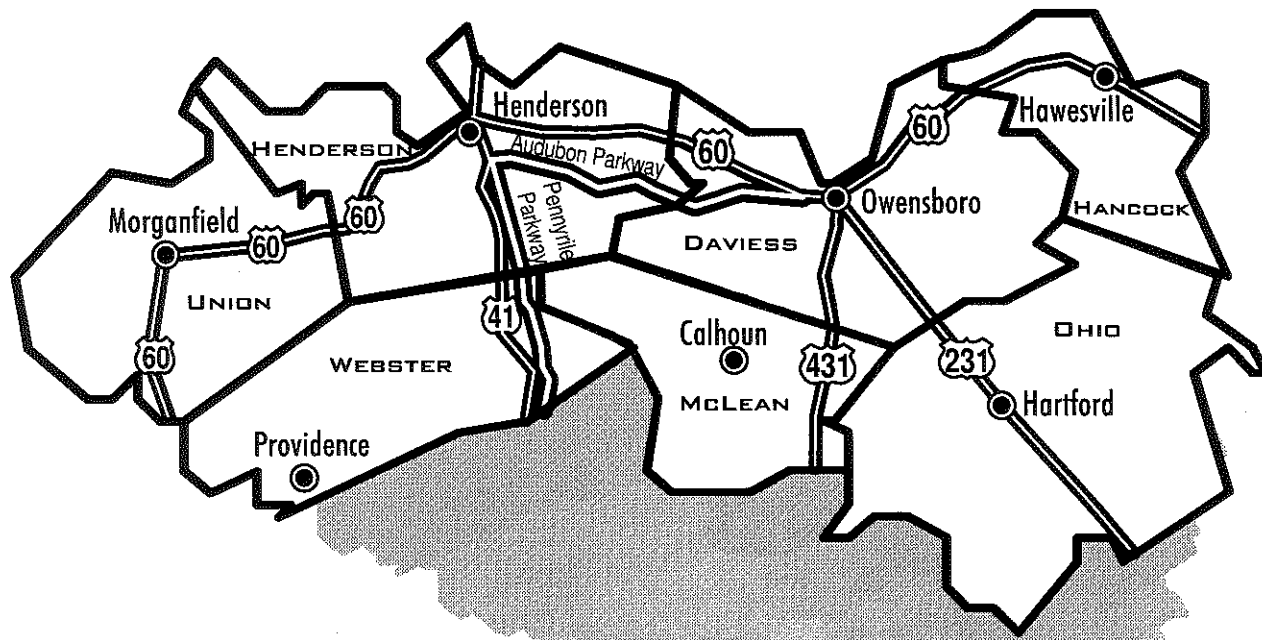 Henderson
Hawesville
60
HENDERSON
60
Audubon Parkway
60
Pennyrile
Parkway
Morganfield
60
60
Owensboro
HANCOCK
DAVIESS
UNION
41
OHIO
60
WEBSTER
Calhoun
431
231
MCLEAN
Hartford
Providence